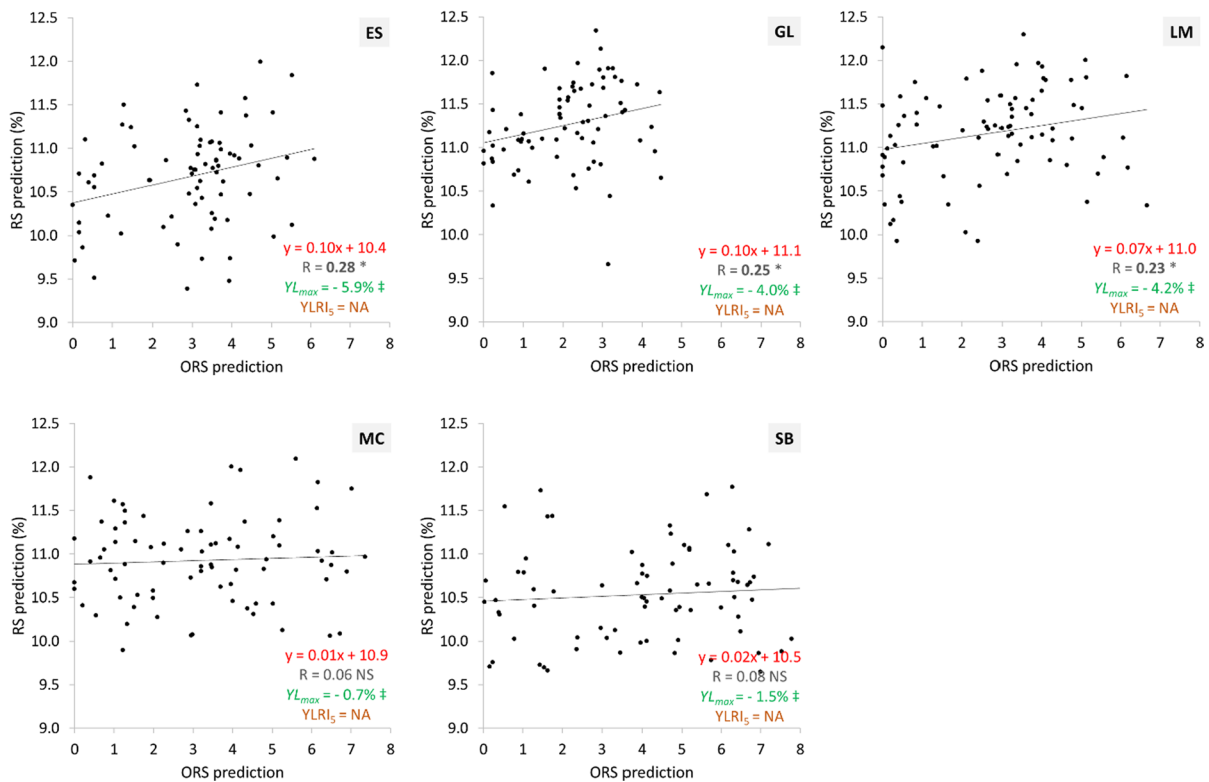 ES
RS prediction (%)
12.5
12.0
11.5
11.0
10.5
10.0
9.5
9.0
0 1 2 3 4 5 6 7 8
ORS prediction
y = 0.10x + 10.4
R = 0.28 *
YLmax = - 5.9% ‡
YLRI5 = NA
GL
RS prediction (%)
12.5
12.0
11.5
11.0
10.5
10.0
9.5
9.0
0 1 2 3 4 5 6 7 8
ORS prediction
y = 0.10x + 11.1
R = 0.25 *
YLmax = - 4.0% ‡
YLRI5 = NA
LM
RS prediction (%)
12.5
12.0
11.5
11.0
10.5
10.0
9.5
9.0
0 1 2 3 4 5 6 7 8
ORS prediction
y = 0.07x + 11.0
R = 0.23 *
YLmax = - 4.2% ‡
YLRI5 = NA
MC
RS prediction (%)
12.5
12.0
11.5
11.0
10.5
10.0
9.5
9.0
0 1 2 3 4 5 6 7 8
ORS prediction
y = 0.01x + 10.9
R = 0.06 NS
YLmax = - 0.7% ‡
YLRI5 = NA
SB
RS prediction (%)
12.5
12.0
11.5
11.0
10.5
10.0
9.5
9.0
0 1 2 3 4 5 6 7 8
ORS prediction
y = 0.02x + 10.5
R = 0.08 NS
YLmax = - 1.5% ‡
YLRI5 = NA